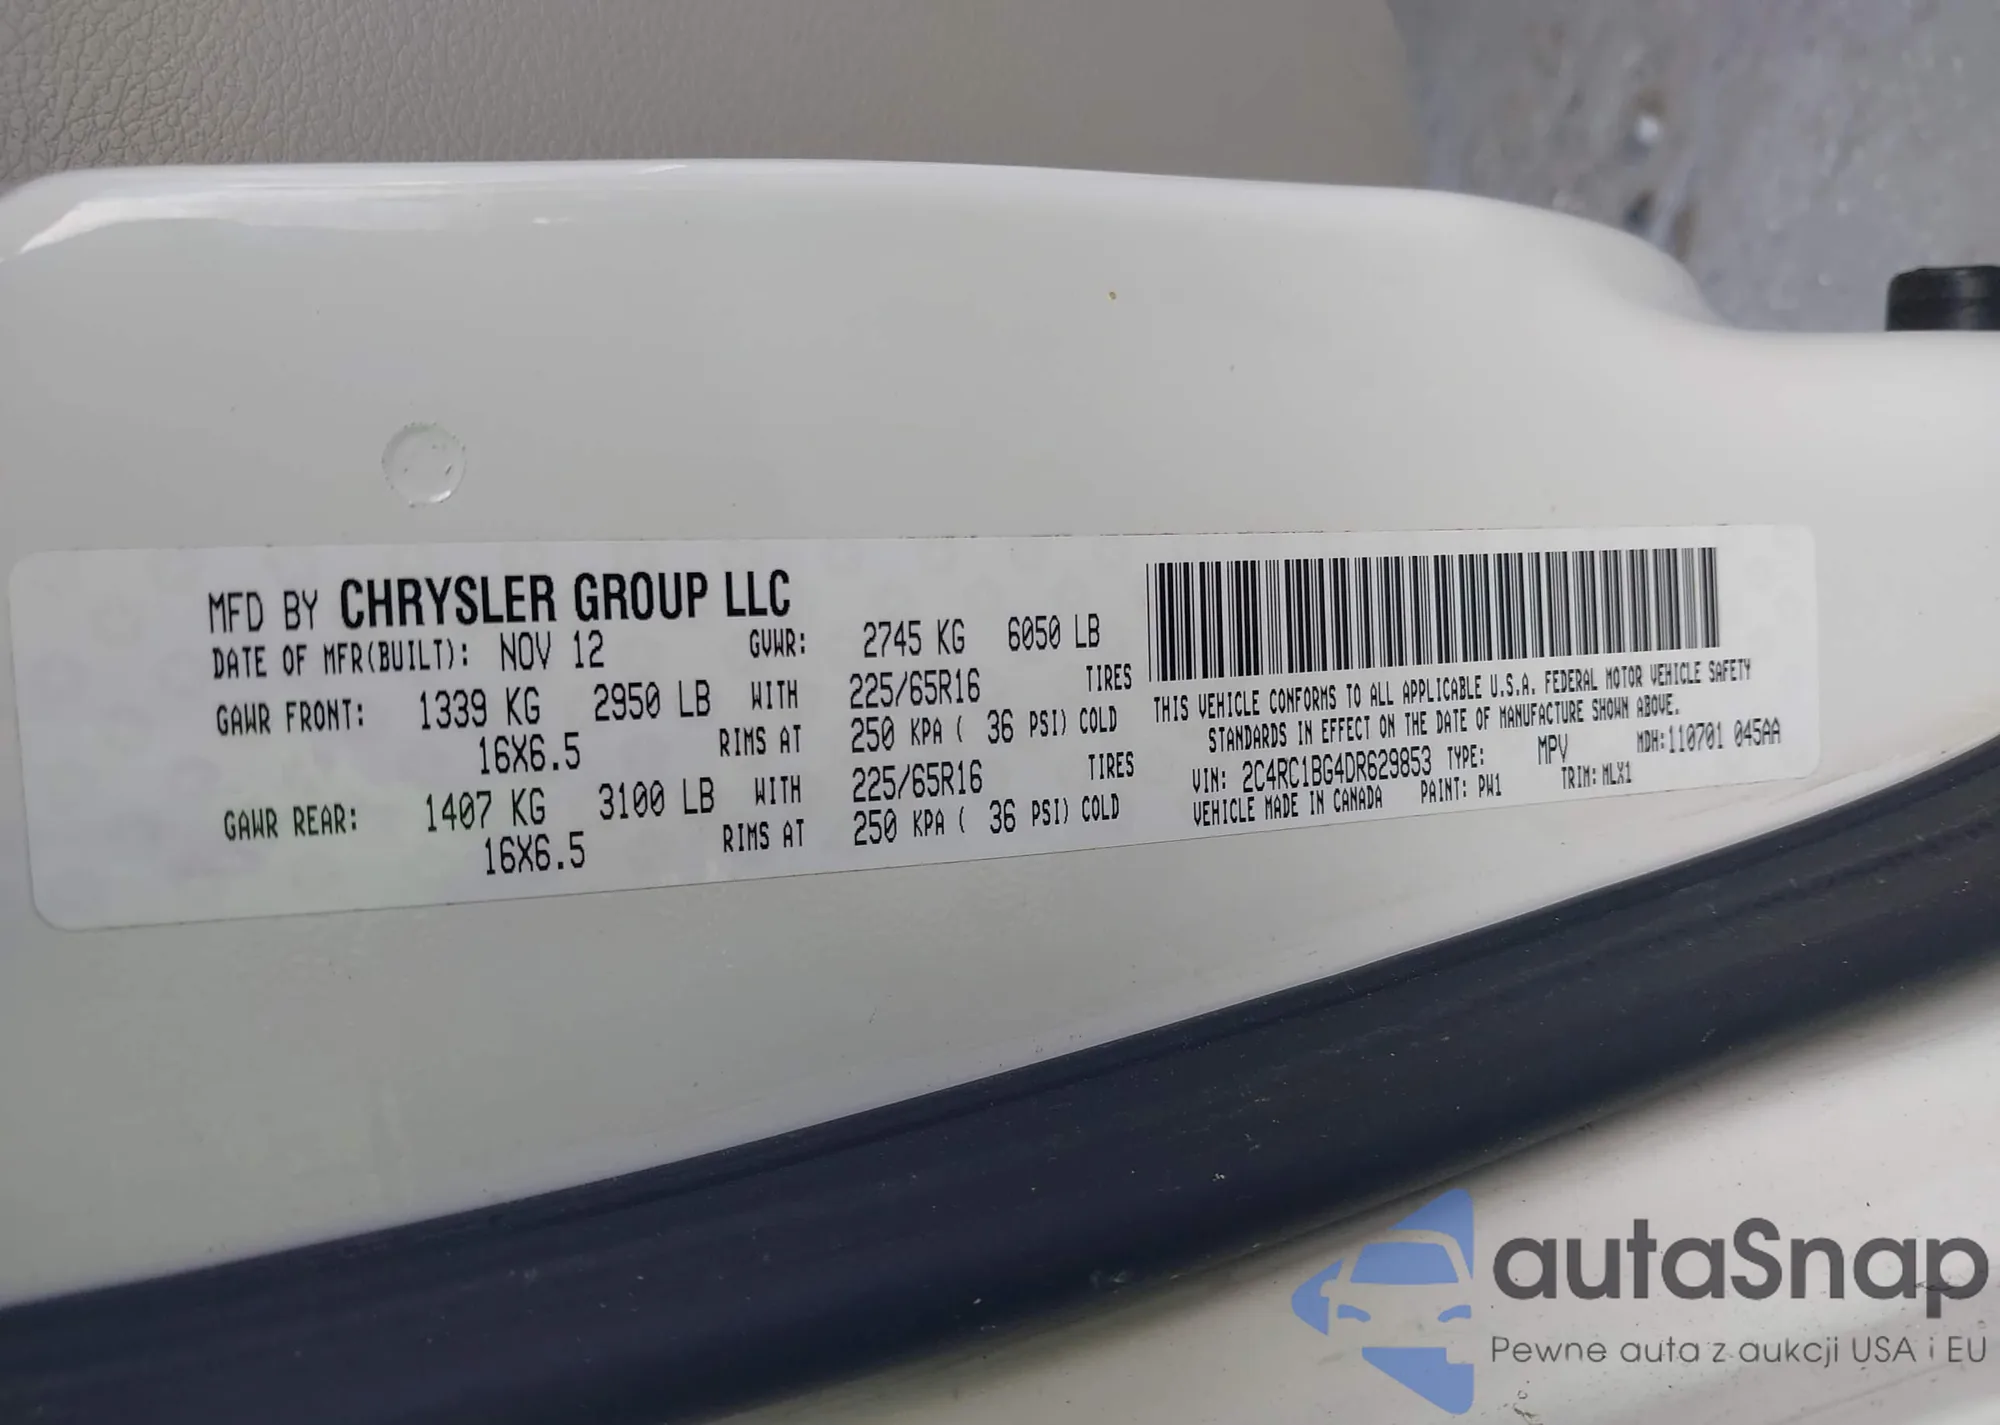 MFD BY CHRYSLER GROUP LLC
DATE OF MFR(BUILT): NOV 12 GVWR: 2745 KG 6050 LB
GAWR FRONT: 1339 KG 2950 LB WITH 225/65R16 TIRES
16X6.5 RIMS AT 250 KPA ( 36 PSI) COLD
GAWR REAR: 1407 KG 3100 LB WITH 225/65R16 TIRES
16X6.5 RIMS AT 250 KPA ( 36 PSI) COLD
THIS VEHICLE CONFORMS TO ALL APPLICABLE U.S.A. FEDERAL MOTOR VEHICLE SAFETY
STANDARDS IN EFFECT ON THE DATE OF MANUFACTURE SHOWN ABOVE.
VIN: 2C4RC1BG4DR629853 TYPE: MPV MDH:110701 045AA
VEHICLE MADE IN CANADA PAINT: PW1 TRIM: MLX1
autaSnap
Pewne auta z aukcji USA i EU